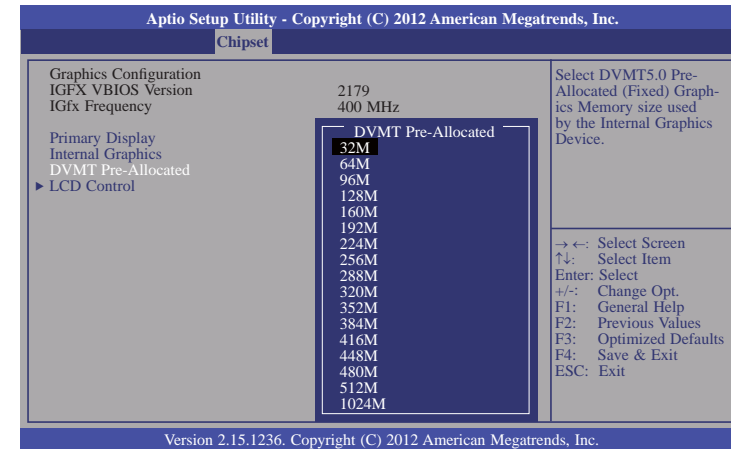 Aptio Setup Utility - Copyright (C) 2012 American Megatrends, Inc.
Chipset
Graphics Configuration
IGFX VBIOS Version 2179
IGfx Frequency 400 MHz
Primary Display
Internal Graphics
DVMT Pre-Allocated
▶ LCD Control
DVMT Pre-Allocated
32M
64M
96M
128M
160M
192M
224M
256M
288M
320M
352M
384M
416M
448M
480M
512M
1024M
Select DVMT5.0 Pre-
Allocated (Fixed) Graph-
ics Memory size used
by the Internal Graphics
Device.
→←: Select Screen
↑↓: Select Item
Enter: Select
+/-: Change Opt.
F1: General Help
F2: Previous Values
F3: Optimized Defaults
F4: Save & Exit
ESC: Exit
Version 2.15.1236. Copyright (C) 2012 American Megatrends, Inc.